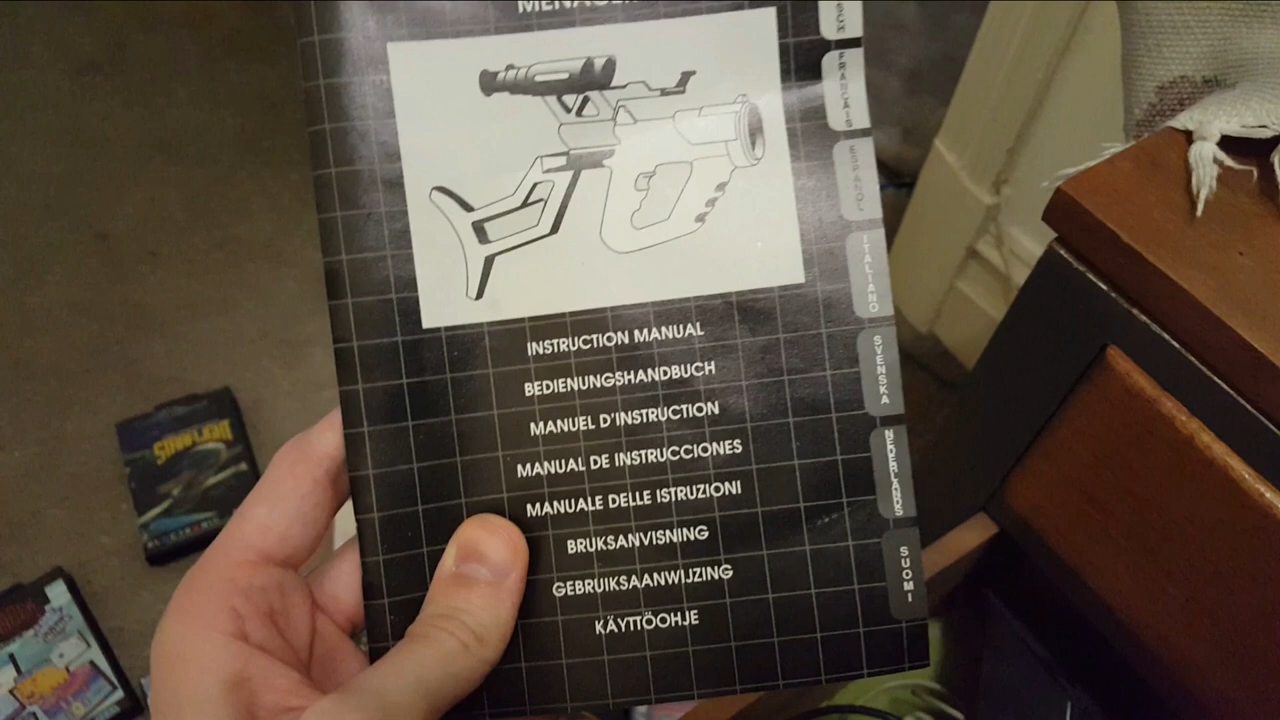 INSTRUCTION MANUAL
BEDIENUNGSHANDBUCH
MANUEL D'INSTRUCTION
MANUAL DE INSTRUCCIONES
MANUALE DELLE ISTRUZIONI
BRUKSANVISNING
GEBRUIKSAANWIJZING
KÄYTTÖOHJE
FRANCAIS
ESPAÑOL
ITALIANO
SVENSKA
NEDERLANDS
SUOMI